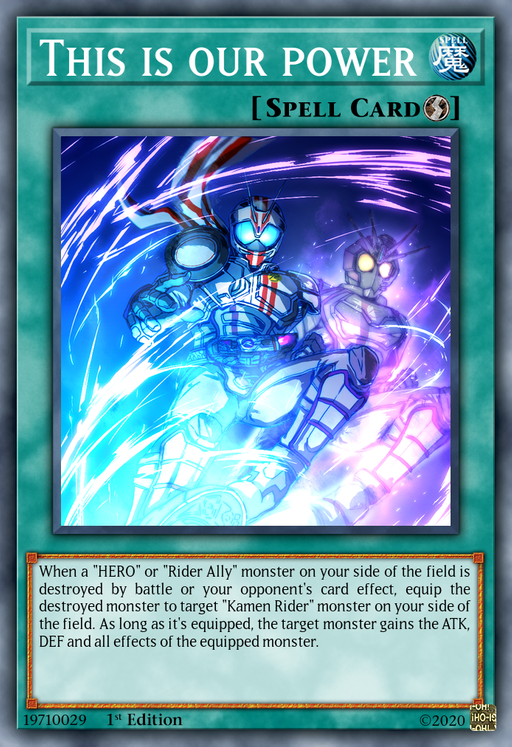 THIS IS OUR POWER
SPELL
魔
[SPELL CARD]
When a "HERO" or "Rider Ally" monster on your side of the field is
destroyed by battle or your opponent's card effect, equip the
destroyed monster to target "Kamen Rider" monster on your side of
the field. As long as it's equipped, the target monster gains the ATK,
DEF and all effects of the equipped monster.
19710029 1st Edition ©2020